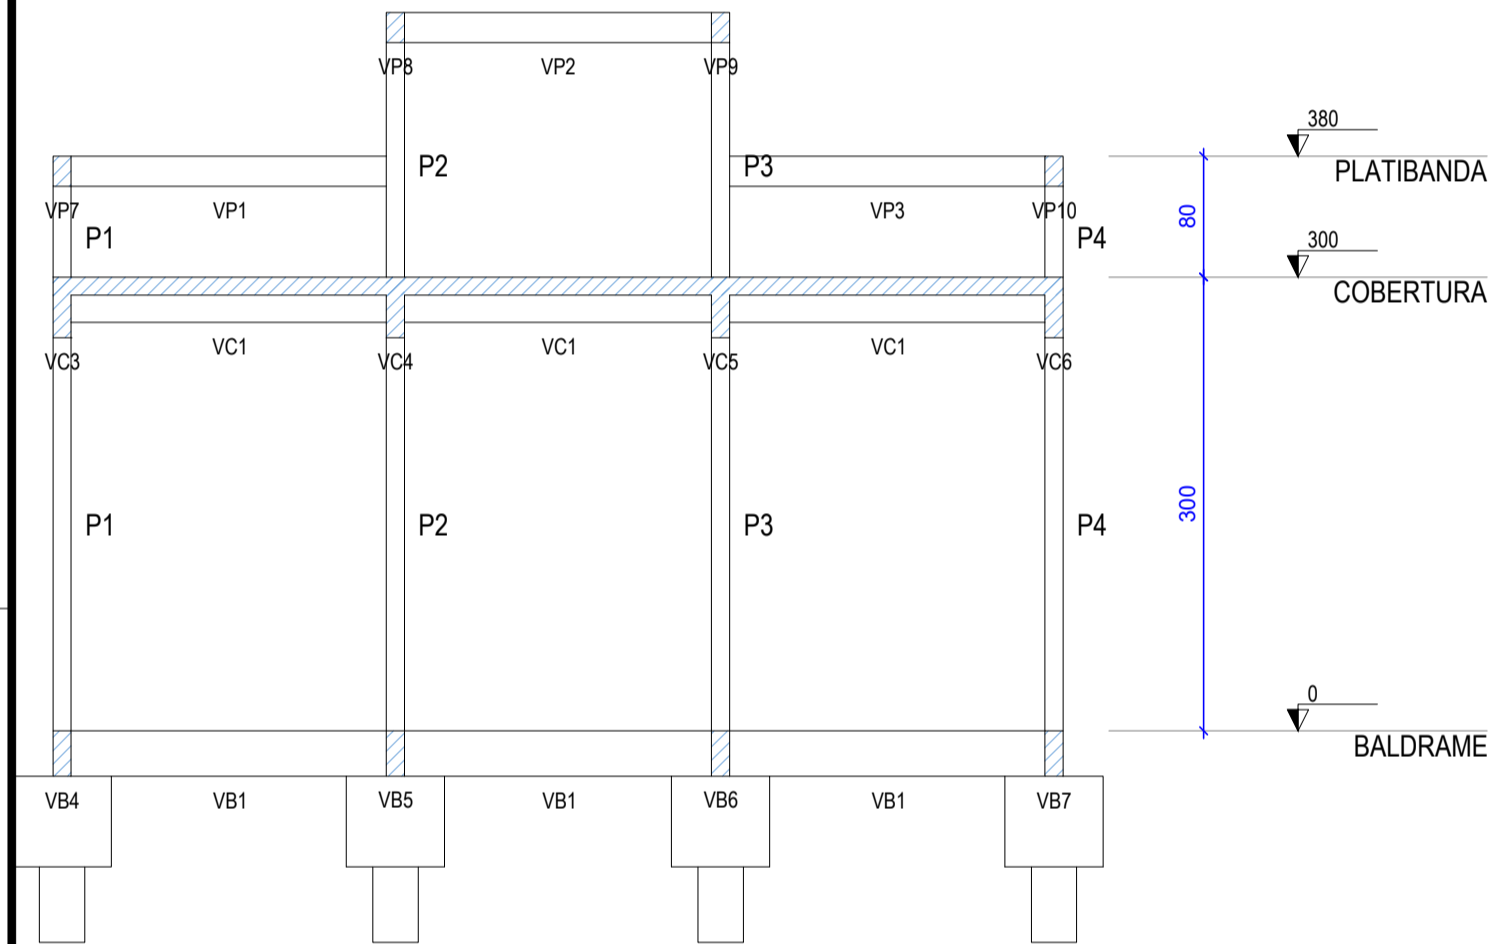 VP8 VP2 VP9
380
P2 P3
PLATIBANDA
VP7 VP1 VP3 VP10
80
P1 P4
300
COBERTURA
VC1 VC1 VC1
VC3 VC4 VC5 VC6
300
P1 P2 P3 P4
0
BALDRAME
VB4 VB1 VB5 VB1 VB6 VB1 VB7